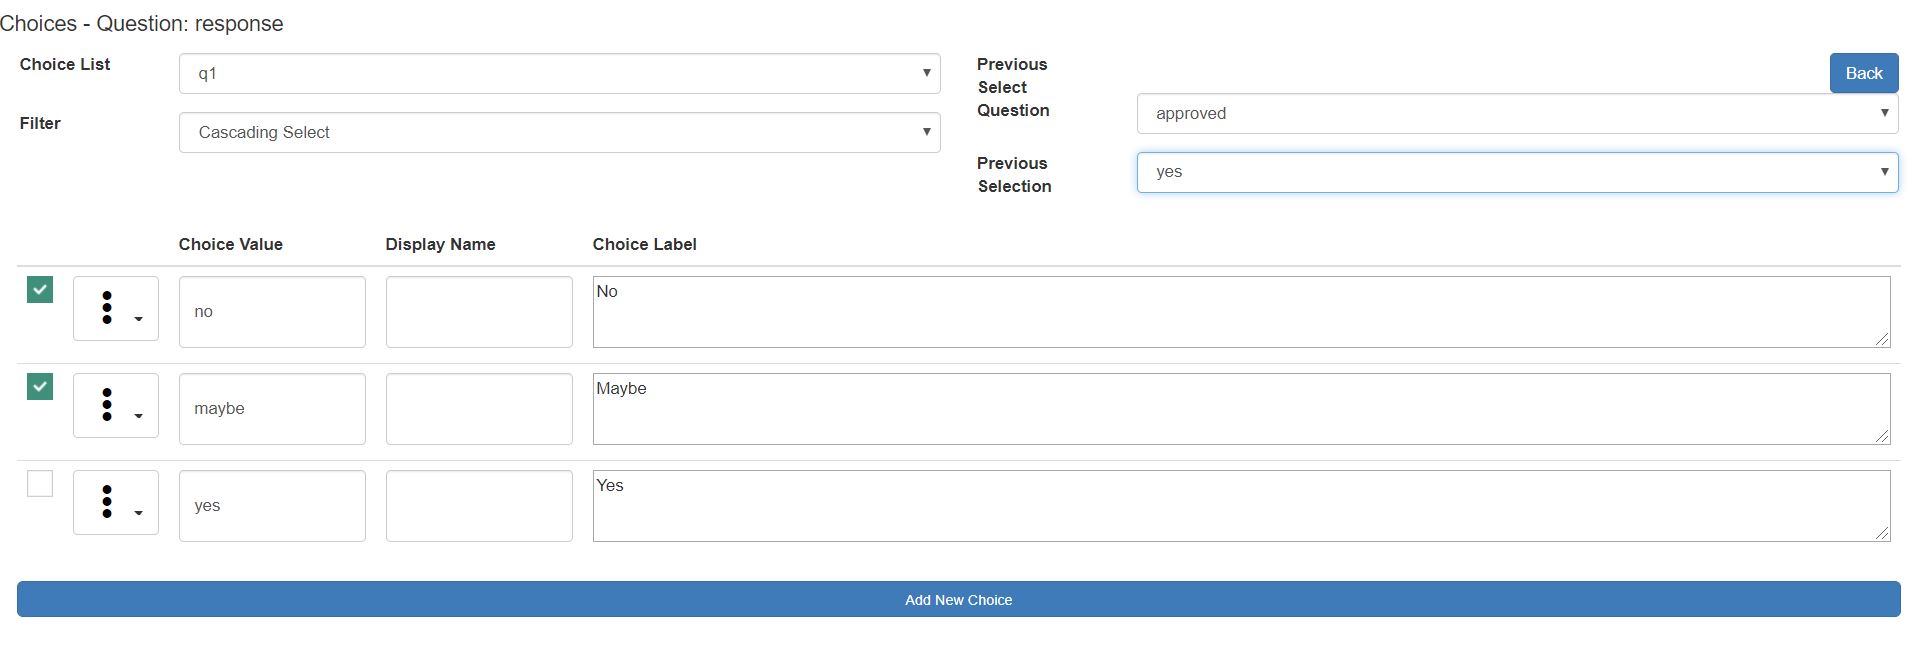 Choices - Question: response
Choice List
q1
Filter
Cascading Select
Previous
Select
Question
Back
approved
Previous
Selection
yes
Choice Value Display Name Choice Label
no No
maybe Maybe
yes Yes
Add New Choice